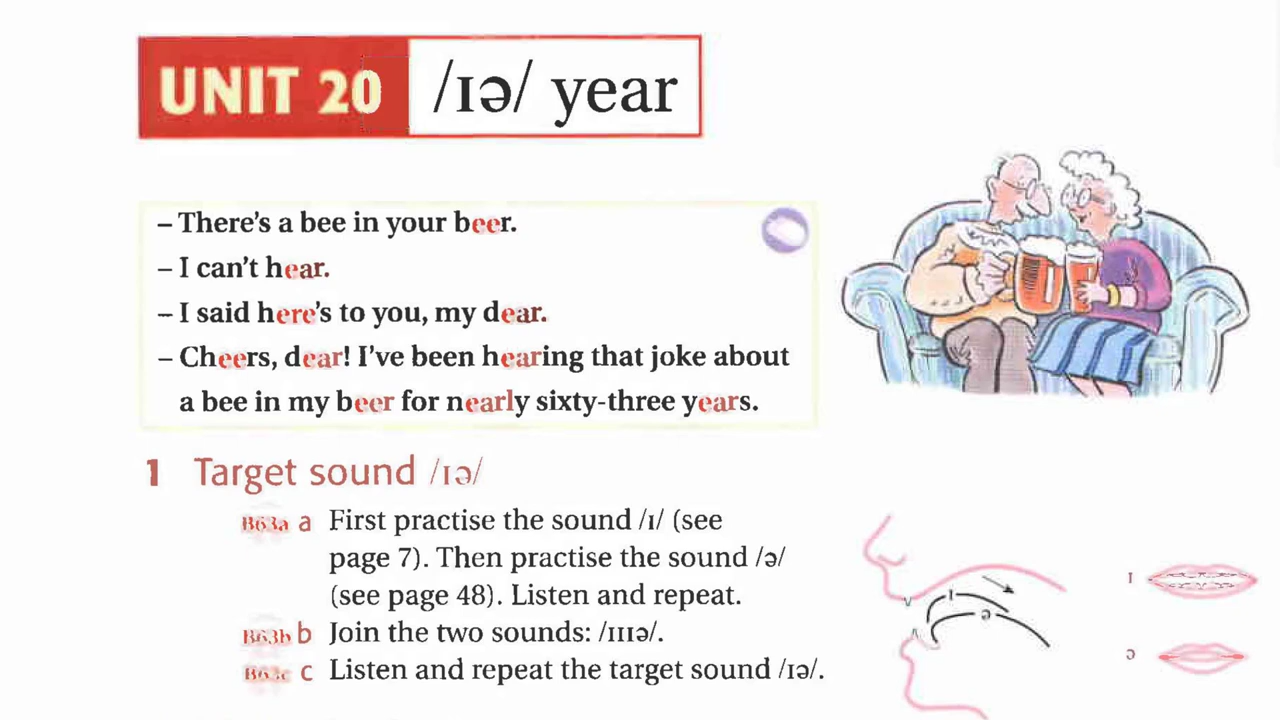 UNIT 20 /ɪə/ year
– There's a bee in your beer.
– I can't hear.
– I said here's to you, my dear.
– Cheers, dear! I've been hearing that joke about
a bee in my beer for nearly sixty-three years.
1 Target sound /ɪə/
B63a a First practise the sound /ɪ/ (see
page 7). Then practise the sound /ə/
(see page 48). Listen and repeat.
B63b b Join the two sounds: /ɪɪɪə/.
B63c c Listen and repeat the target sound /ɪə/.
ɪ
ə
ɪ
ə